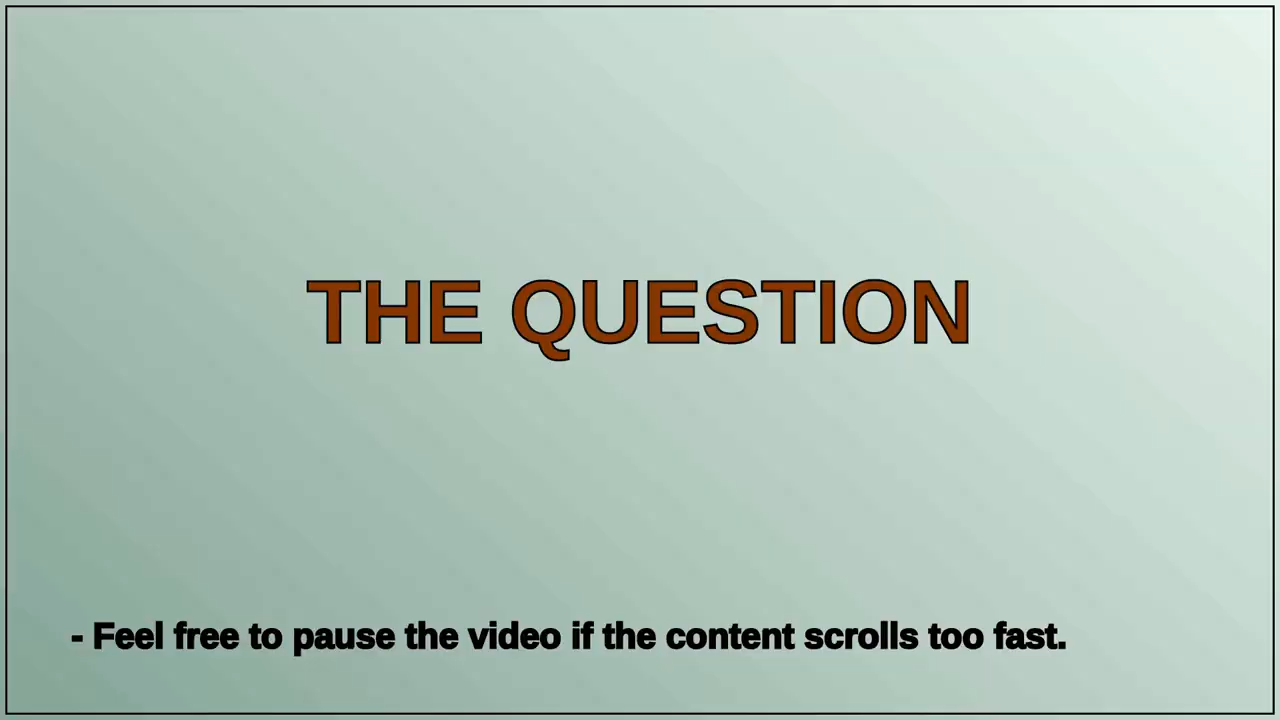 THE QUESTION
- Feel free to pause the video if the content scrolls too fast.